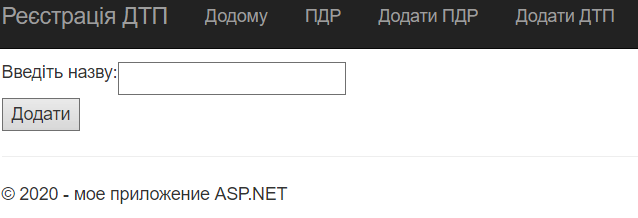 Реєстрація ДТП Додому ПДР Додати ПДР Додати ДТП
Введіть назву:
Додати
© 2020 - мое приложение ASP.NET